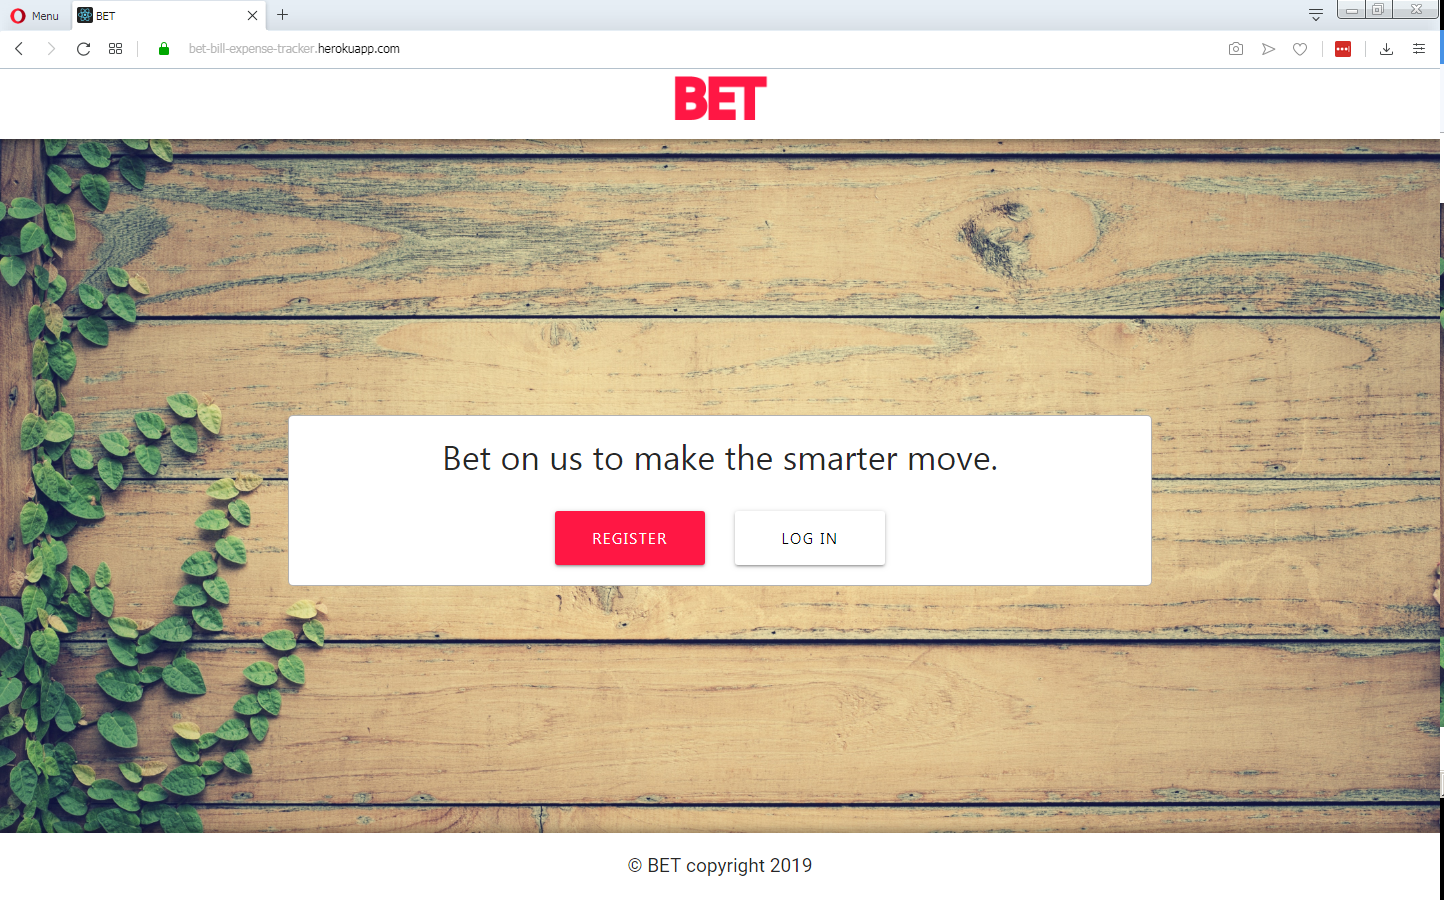 Menu
BET
bet-bill-expense-tracker.herokuapp.com
BET
Bet on us to make the smarter move.
REGISTER
LOG IN
© BET copyright 2019